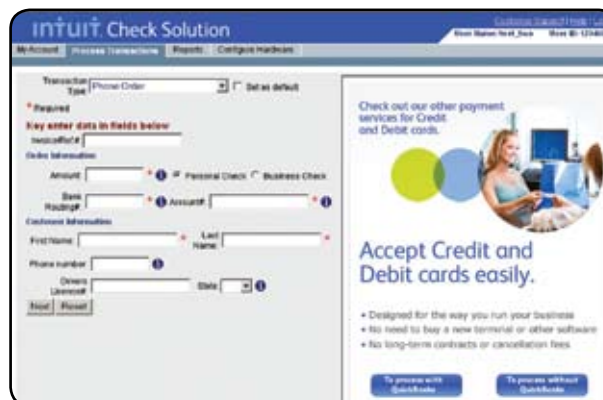 INTUIT. Check Solution
Customer Support | Help |
User Name: User ID:
My Account Process Transactions Reports Configure Hardware
Transaction Type: Phone Order Set as default
* Required
Key enter data in fields below
Invoice/Ref #
Order Information
Amount * Personal Check Business Check
Bank Routing# * Account# *
Customer Information
First Name * Last Name: *
Phone number
Drivers License# State
Next Reset
Check out our other payment
services for Credit
and Debit cards.
Accept Credit and
Debit cards easily.
• Designed for the way you run your business
• No need to buy a new terminal or other software
• No long-term contracts or cancellation fees
To process with QuickBooks
To process without QuickBooks